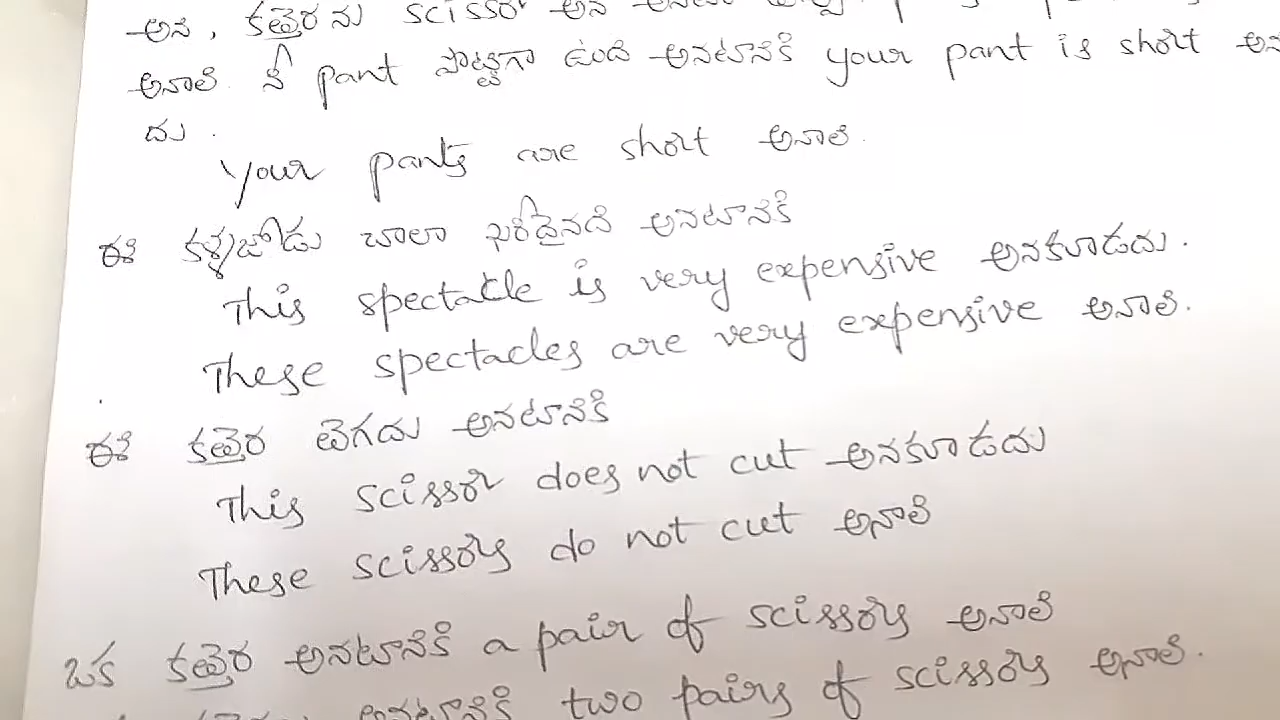 అని, కత్తెరను scissor అని
అనాలి. నీ pant పొట్టిగా ఉంది అనటానికి your pant is short
దు.
Your pants are short అనాలి.
ఈ కళ్ళజోడు చాలా ఖరీదైనది అనటానికి
This spectacle is very expensive అనకూడదు.
These spectacles are very expensive అనాలి.
ఈ కత్తెర తెగదు అనటానికి
This scissor does not cut అనకూడదు
These scissors do not cut అనాలి
ఒక కత్తెర అనటానికి a pair of scissors అనాలి
అనటానికి two pairs of scissors అనాలి.